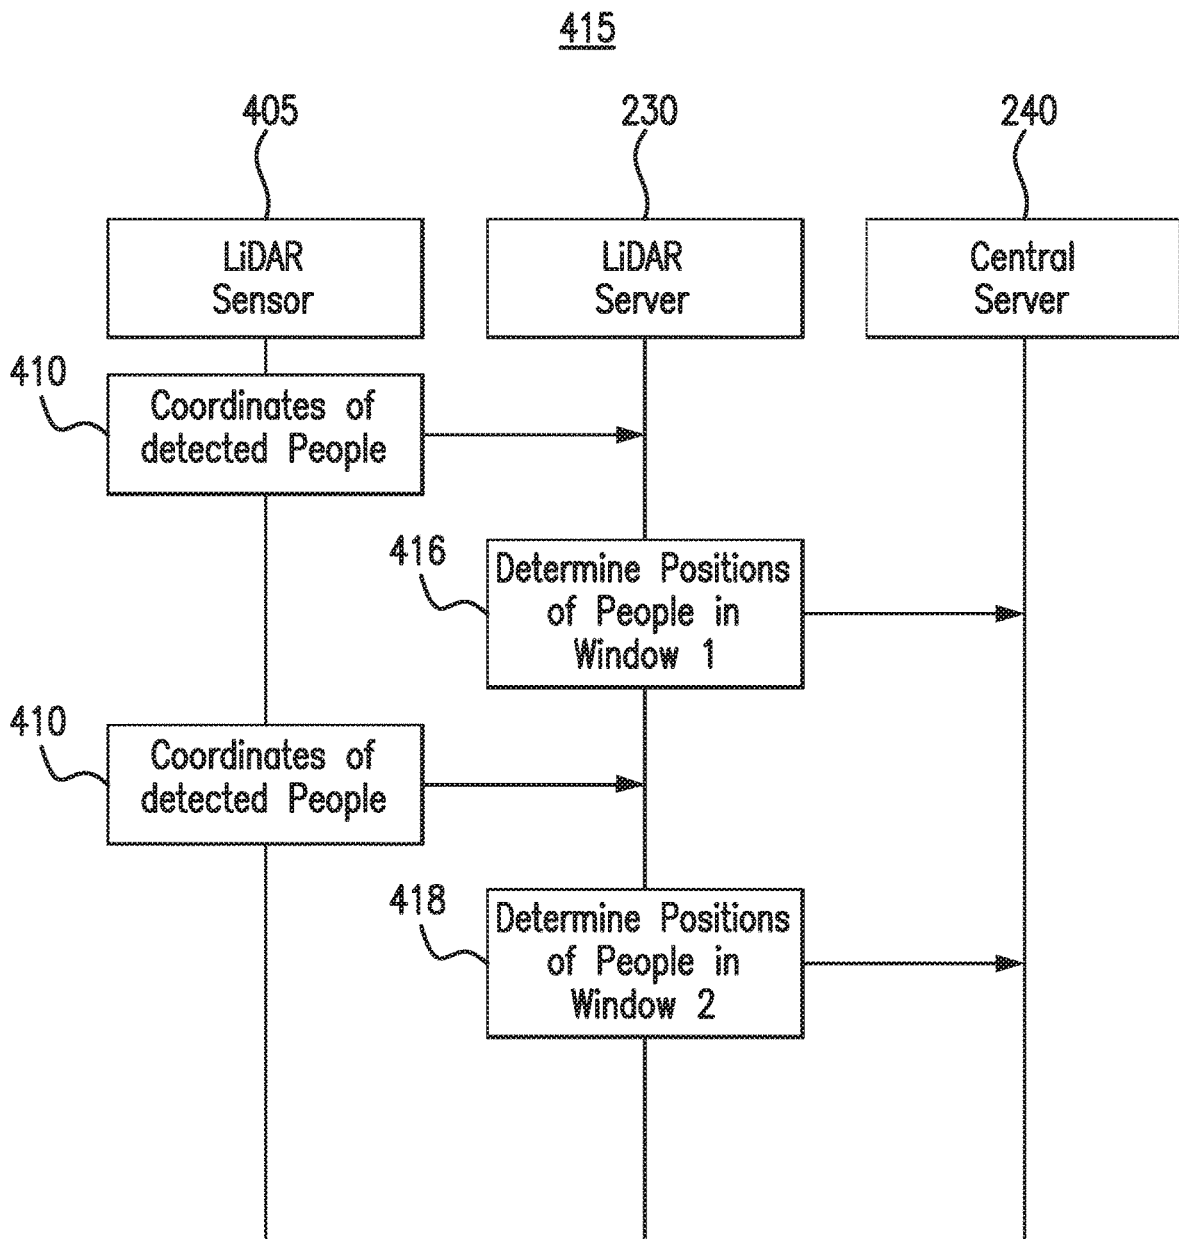 415
405
230
240
LiDAR
Sensor
LiDAR
Server
Central
Server
410
Coordinates of
detected People
416
Determine Positions
of People in
Window 1
410
Coordinates of
detected People
418
Determine Positions
of People in
Window 2